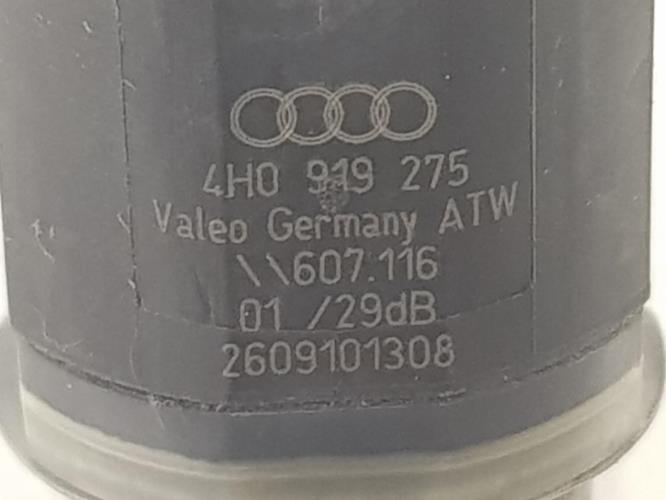 4H0 919 275
Valeo Germany ATW
\\607.116
01 /29dB
2609101308